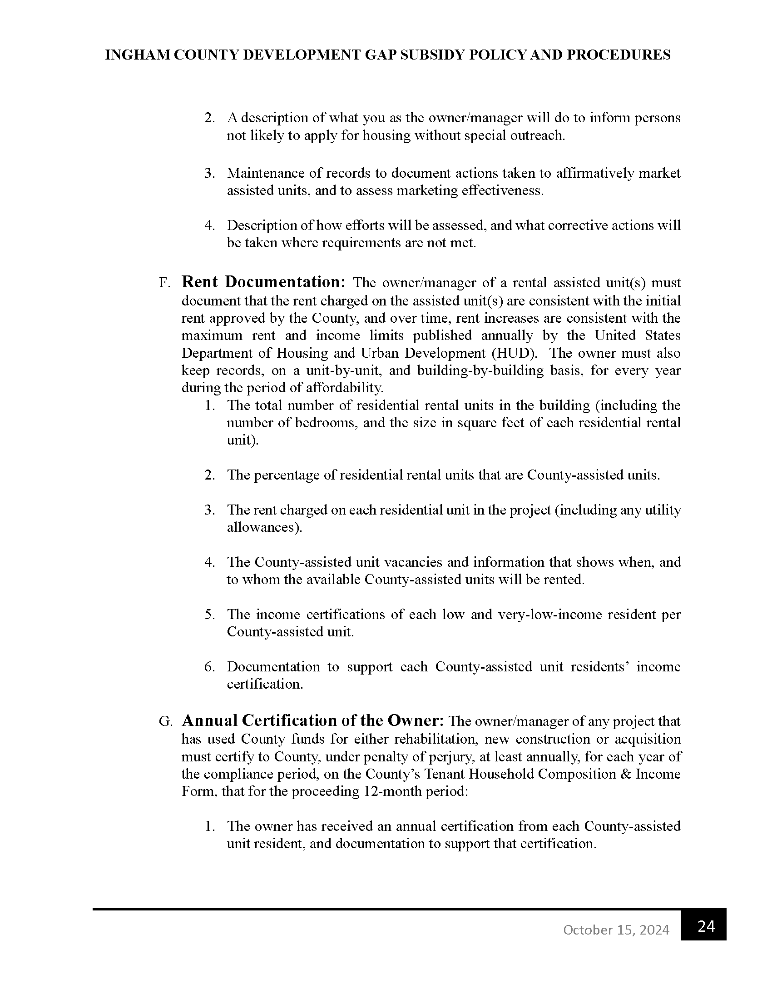 INGHAM COUNTY DEVELOPMENT GAP SUBSIDY POLICY AND PROCEDURES
2. A description of what you as the owner/manager will do to inform persons
not likely to apply for housing without special outreach.
3. Maintenance of records to document actions taken to affirmatively market
assisted units, and to assess marketing effectiveness.
4. Description of how efforts will be assessed, and what corrective actions will
be taken where requirements are not met.
F. Rent Documentation: The owner/manager of a rental assisted unit(s) must
document that the rent charged on the assisted unit(s) are consistent with the initial
rent approved by the County, and over time, rent increases are consistent with the
maximum rent and income limits published annually by the United States
Department of Housing and Urban Development (HUD). The owner must also
keep records, on a unit-by-unit, and building-by-building basis, for every year
during the period of affordability.
1. The total number of residential rental units in the building (including the
number of bedrooms, and the size in square feet of each residential rental
unit).
2. The percentage of residential rental units that are County-assisted units.
3. The rent charged on each residential unit in the project (including any utility
allowances).
4. The County-assisted unit vacancies and information that shows when, and
to whom the available County-assisted units will be rented.
5. The income certifications of each low and very-low-income resident per
County-assisted unit.
6. Documentation to support each County-assisted unit residents’ income
certification.
G. Annual Certification of the Owner: The owner/manager of any project that
has used County funds for either rehabilitation, new construction or acquisition
must certify to County, under penalty of perjury, at least annually, for each year of
the compliance period, on the County’s Tenant Household Composition & Income
Form, that for the proceeding 12-month period:
1. The owner has received an annual certification from each County-assisted
unit resident, and documentation to support that certification.
October 15, 2024
24